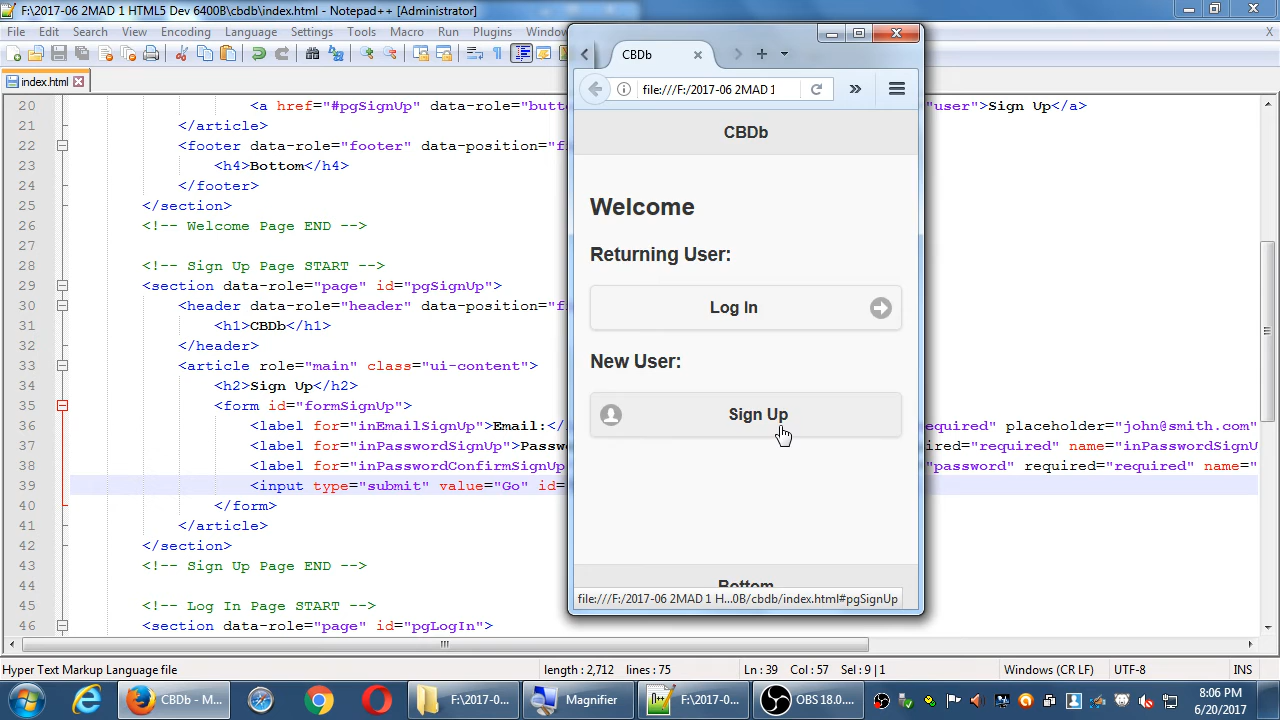 F:\2017-06 2MAD 1 HTML5 Dev 6400B\cbdb\index.html - Notepad++ [Administrator]
File Edit Search View Encoding Language Settings Tools Macro Run Plugins Window
X
index.html
20 <a href="#pgSignUp" data-role="butt "user">Sign Up</a>
21 </article>
22 <footer data-role="footer" data-position="f
23 <h4>Bottom</h4>
24 </footer>
25 </section>
26 <!-- Welcome Page END -->
27
28 <!-- Sign Up Page START -->
29 <section data-role="page" id="pgSignUp">
30 <header data-role="header" data-position="f
31 <h1>CBDb</h1>
32 </header>
33 <article role="main" class="ui-content">
34 <h2>Sign Up</h2>
35 <form id="formSignUp">
36 <label for="inEmailSignUp">Email:</ equired" placeholder="john@smith.com"
37 <label for="inPasswordSignUp">Passw ired="required" name="inPasswordSignU
38 <label for="inPasswordConfirmSignUp "password" required="required" name="
39 <input type="submit" value="Go" id=
40 </form>
41 </article>
42 </section>
43 <!-- Sign Up Page END -->
44
45 <!-- Log In Page START -->
46 <section data-role="page" id="pgLogIn">
CBDb
file:///F:/2017-06 2MAD 1
CBDb
Welcome
Returning User:
Log In
New User:
Sign Up
Bottom
file:///F:/2017-06 2MAD 1 H...0B/cbdb/index.html#pgSignUp
Hyper Text Markup Language file length : 2,712 lines : 75 Ln : 39 Col : 57 Sel : 9 | 1 Windows (CR LF) UTF-8 INS
CBDb - M... F:\2017-0... Magnifier F:\2017-0... OBS 18.0....
8:06 PM
6/20/2017